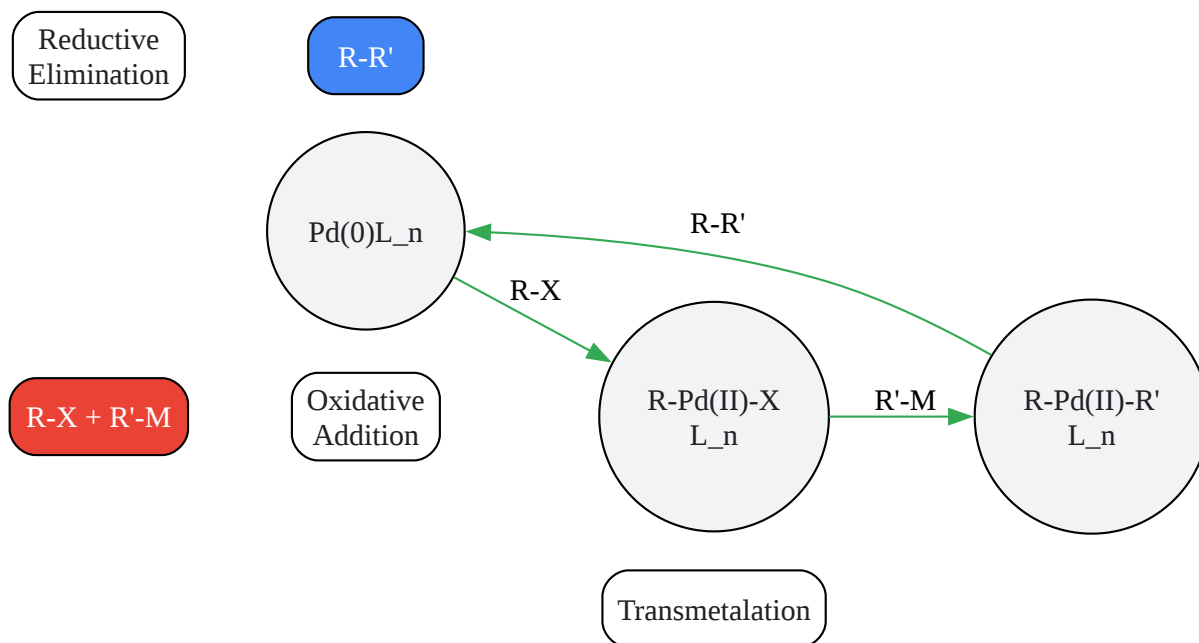 Reductive
Elimination
R-R'
Pd(0)L_n
R-R'
R-X
R-X + R'-M
Oxidative
Addition
R-Pd(II)-X
L_n
R'-M
R-Pd(II)-R'
L_n
Transmetalation